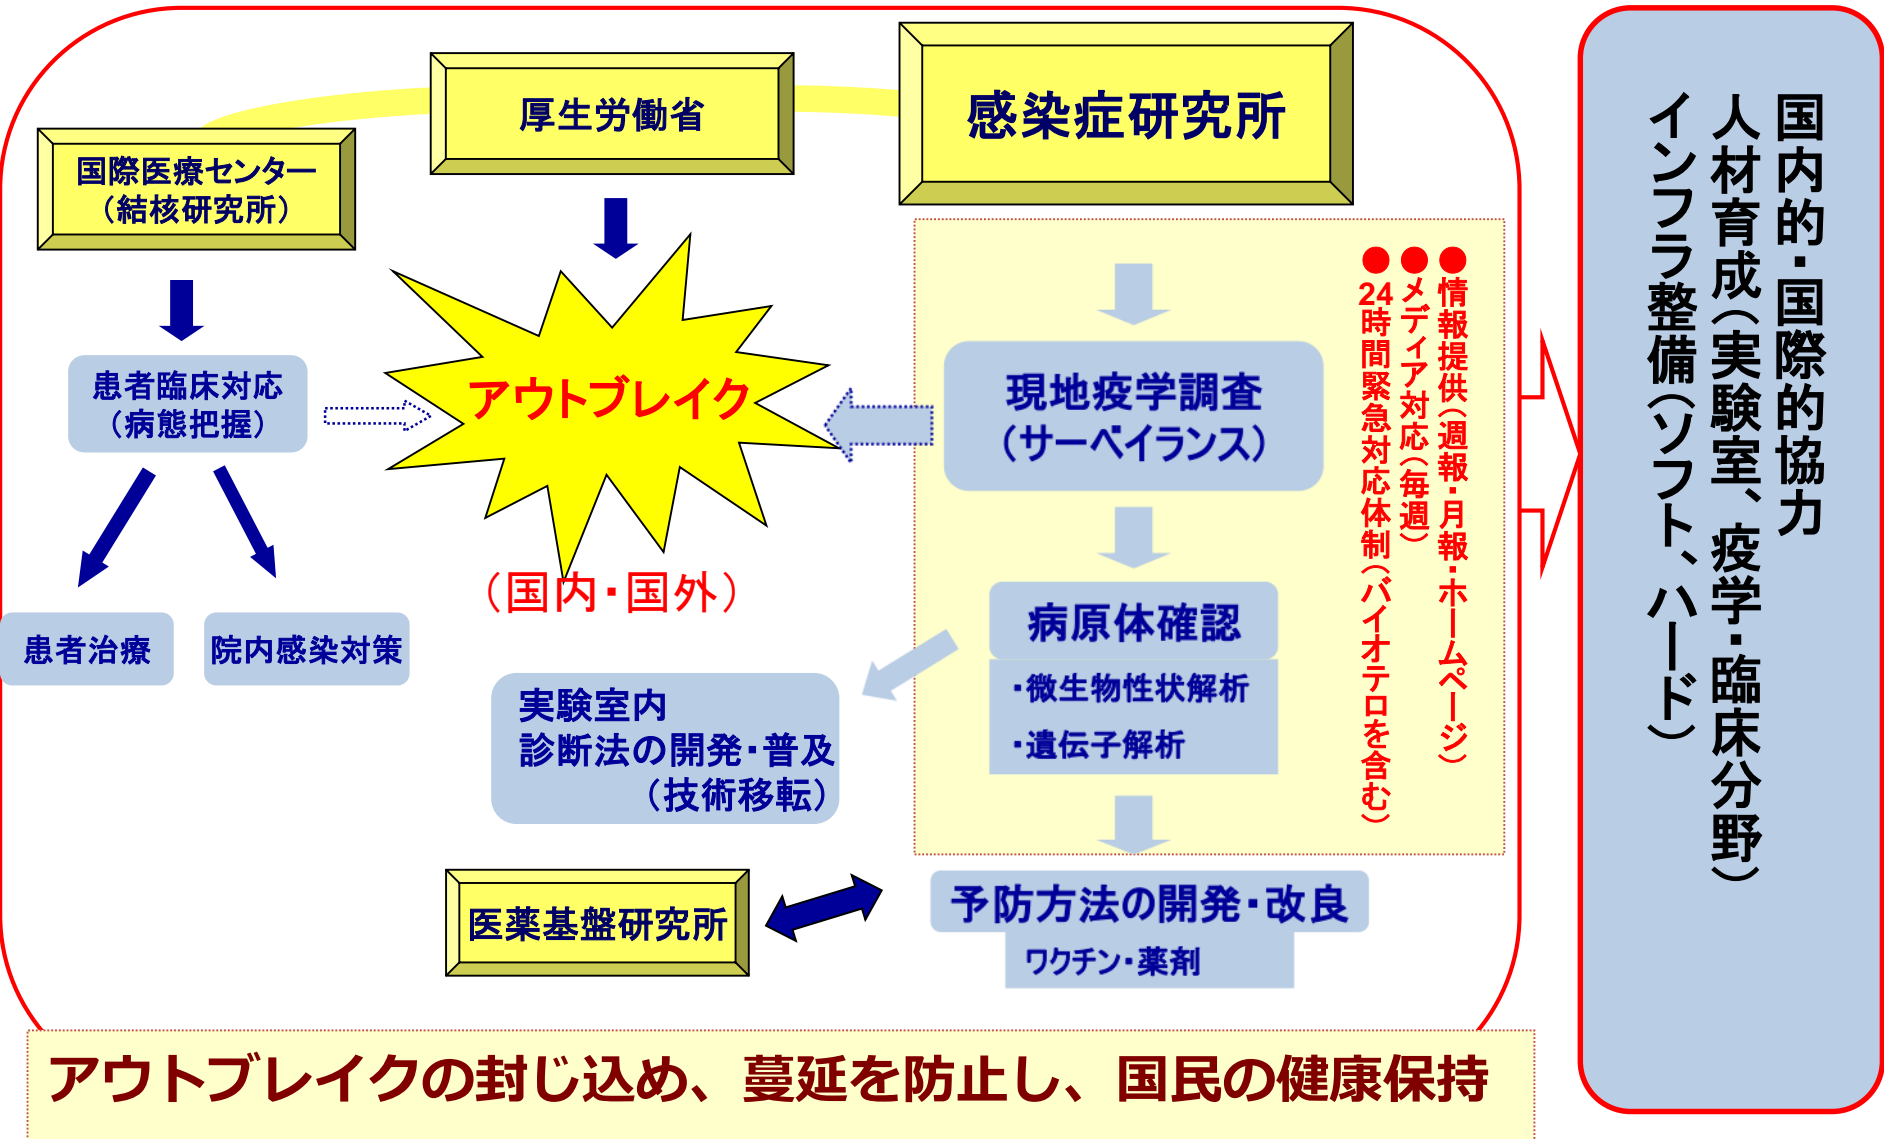 感染症研究所
厚生労働省
国際医療センター
（結核研究所）
患者臨床対応
（病態把握）
患者治療
院内感染対策
アウトブレイク
（国内・国外）
現地疫学調査
（サーベイランス）
病原体確認
・微生物性状解析
・遺伝子解析
●情報提供（週報・月報・ホームページ）
●メディア対応（毎週）
●24時間緊急対応体制（バイオテロを含む）
実験室内
診断法の開発・普及
（技術移転）
医薬基盤研究所
予防方法の開発・改良
ワクチン・薬剤
アウトブレイクの封じ込め、蔓延を防止し、国民の健康保持
国内的・国際的協力
人材育成（実験室、疫学・臨床分野）
インフラ整備（ソフト、ハード）